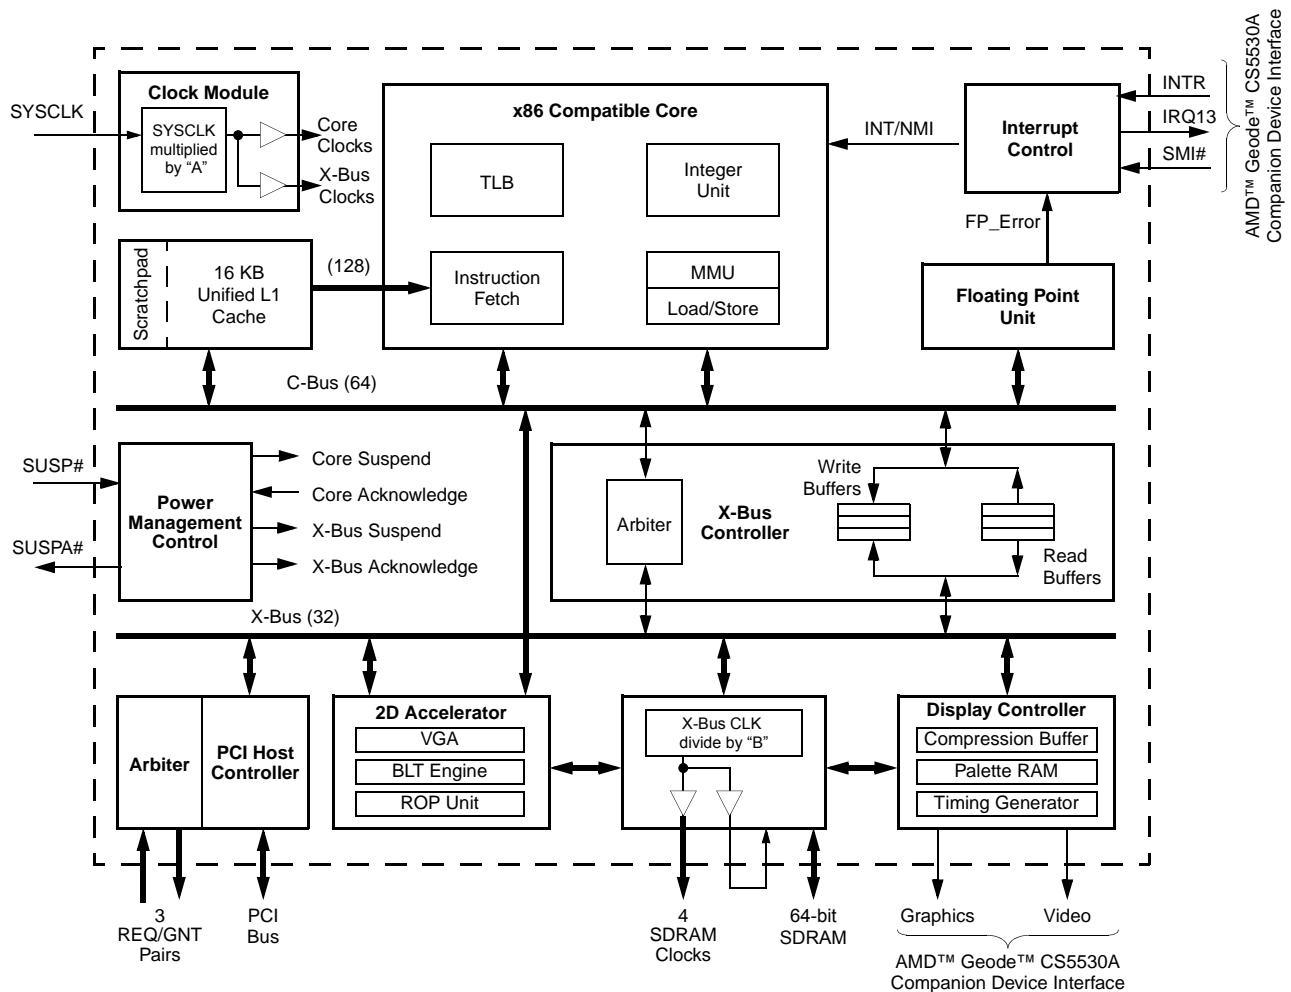 Clock Module
SYSCLK
SYSCLK
multiplied
by “A”
Core
Clocks
X-Bus
Clocks
x86 Compatible Core
TLB
Integer
Unit
Instruction
Fetch
MMU
Load/Store
INT/NMI
Interrupt
Control
INTR
IRQ13
SMI#
AMD™ Geode™ CS5530A
Companion Device Interface
FP_Error
Floating Point
Unit
Scratchpad
16 KB
Unified L1
Cache
(128)
C-Bus (64)
SUSP#
SUSPA#
Power
Management
Control
Core Suspend
Core Acknowledge
X-Bus Suspend
X-Bus Acknowledge
Arbiter
X-Bus
Controller
Write
Buffers
Read
Buffers
X-Bus (32)
Arbiter
PCI Host
Controller
2D Accelerator
VGA
BLT Engine
ROP Unit
X-Bus CLK
divide by “B”
Display Controller
Compression Buffer
Palette RAM
Timing Generator
3
REQ/GNT
Pairs
PCI
Bus
4
SDRAM
Clocks
64-bit
SDRAM
Graphics
Video
AMD™ Geode™ CS5530A
Companion Device Interface